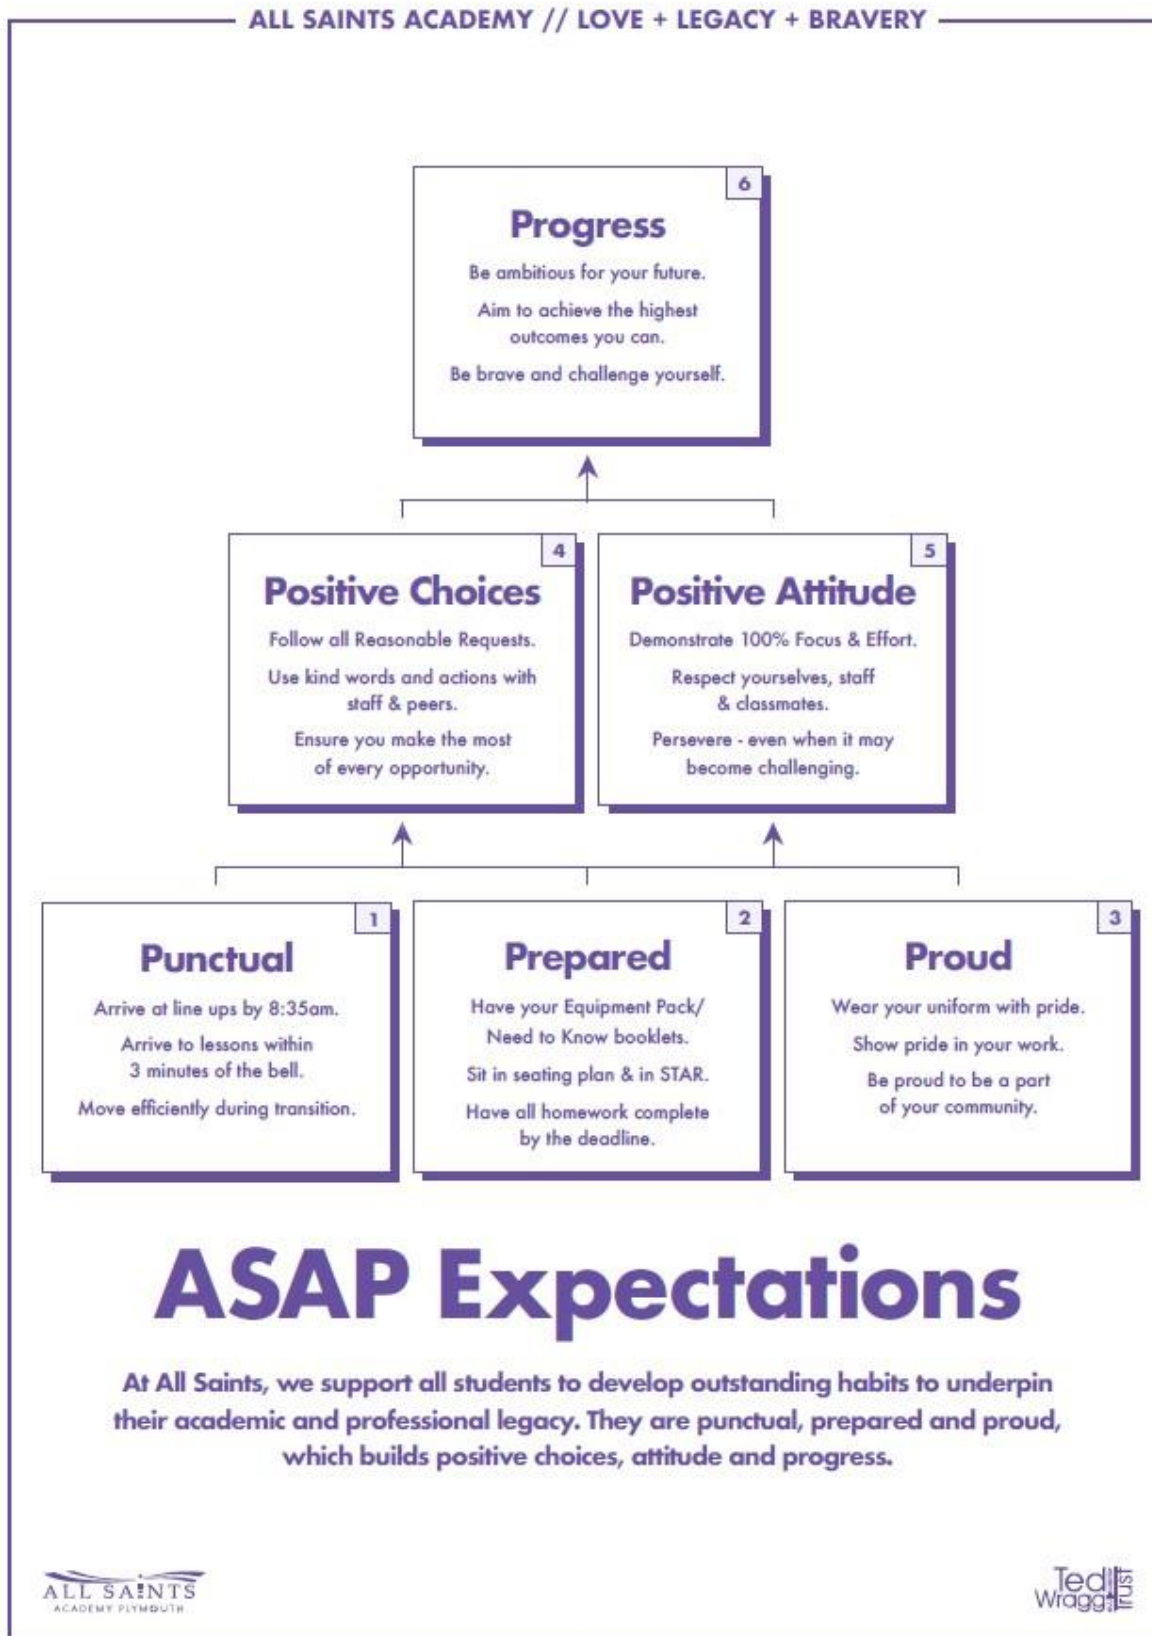 ALL SAINTS ACADEMY // LOVE + LEGACY + BRAVERY
6
Progress
Be ambitious for your future.
Aim to achieve the highest
outcomes you can.
Be brave and challenge yourself.
4
Positive Choices
Follow all Reasonable Requests.
Use kind words and actions with
staff & peers.
Ensure you make the most
of every opportunity.
5
Positive Attitude
Demonstrate 100% Focus & Effort.
Respect yourselves, staff
& classmates.
Persevere - even when it may
become challenging.
1
Punctual
Arrive at line ups by 8:35am.
Arrive to lessons within
3 minutes of the bell.
Move efficiently during transition.
2
Prepared
Have your Equipment Pack/
Need to Know booklets.
Sit in seating plan & in STAR.
Have all homework complete
by the deadline.
3
Proud
Wear your uniform with pride.
Show pride in your work.
Be proud to be a part
of your community.
ASAP Expectations
At All Saints, we support all students to develop outstanding habits to underpin
their academic and professional legacy. They are punctual, prepared and proud,
which builds positive choices, attitude and progress.
ALL SAINTS
ACADEMY PLYMOUTH
Ted
Wragg
Trust